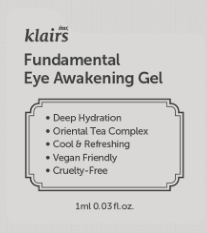 dear,
klairs
Fundamental
Eye Awakening Gel
• Deep Hydration
• Oriental Tea Complex
• Cool & Refreshing
• Vegan Friendly
• Cruelty-Free
1ml 0.03 fl.oz.